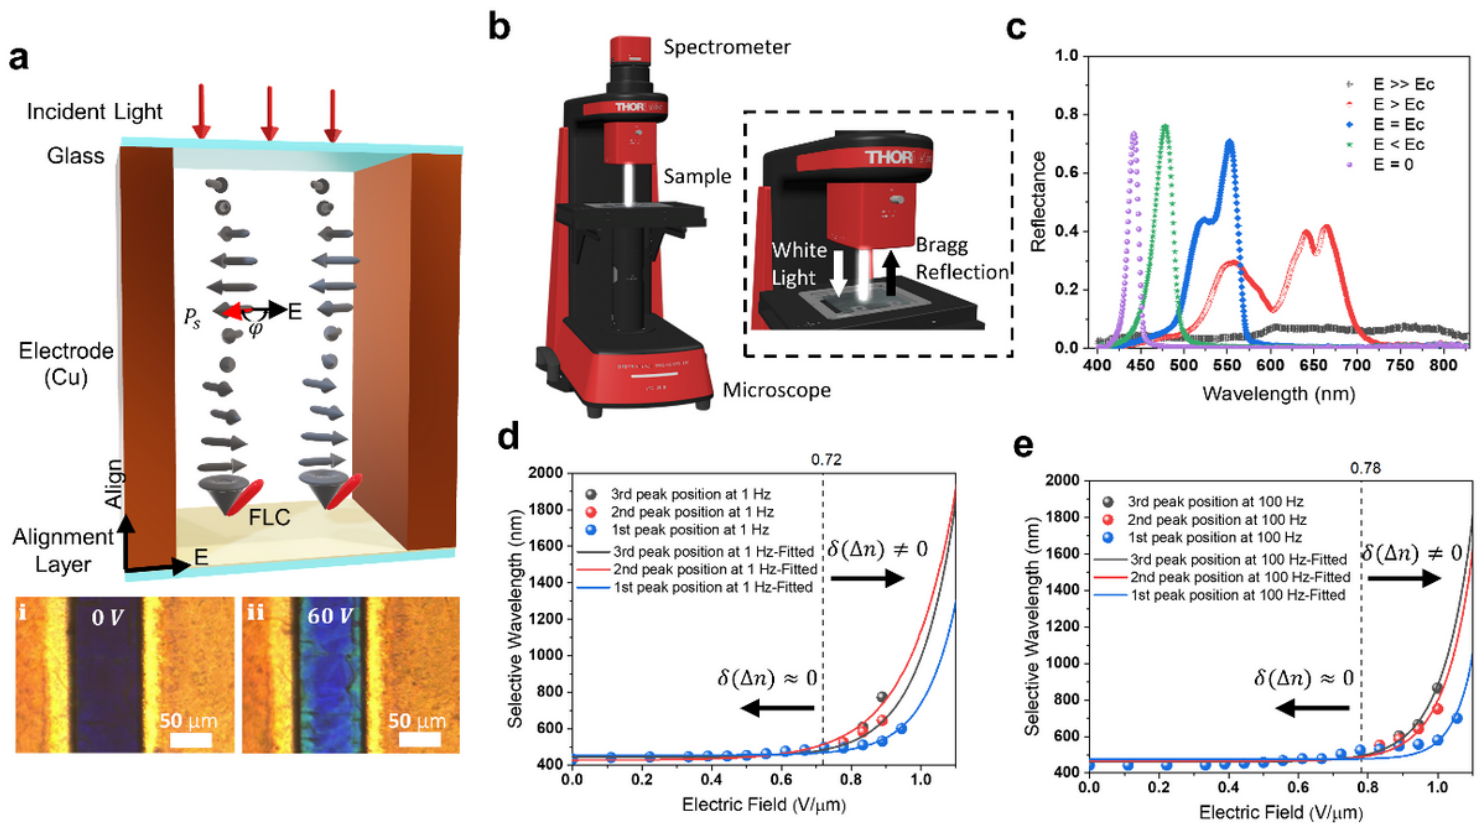 a
Incident Light
Glass
P_s
E
φ
Electrode
(Cu)
Align
FLC
Alignment
Layer
E
i
0 V
50 μm
ii
60 V
50 μm
b
Spectrometer
THOR
Sample
Microscope
THOR
White
Light
Bragg
Reflection
c
1.0
0.8
0.6
0.4
0.2
0.0
Reflectance
E >> Ec
E > Ec
E = Ec
E < Ec
E = 0
400 450 500 550 600 650 700 750 800
Wavelength (nm)
d
0.72
2000
1800
1600
1400
1200
1000
800
600
400
Selective Wavelength (nm)
3rd peak position at 1 Hz
2nd peak position at 1 Hz
1st peak position at 1 Hz
3rd peak position at 1 Hz-Fitted
2nd peak position at 1 Hz-Fitted
1st peak position at 1 Hz-Fitted
δ(Δn) ≠ 0
δ(Δn) ≈ 0
0.0 0.2 0.4 0.6 0.8 1.0
Electric Field (V/μm)
e
0.78
2000
1800
1600
1400
1200
1000
800
600
400
Selective Wavelength (nm)
3rd peak position at 100 Hz
2nd peak position at 100 Hz
1st peak position at 100 Hz
3rd peak position at 100 Hz-Fitted
2nd peak position at 100 Hz-Fitted
1st peak position at 100 Hz-Fitted
δ(Δn) ≠ 0
δ(Δn) ≈ 0
0.0 0.2 0.4 0.6 0.8 1.0
Electric Field (V/μm)